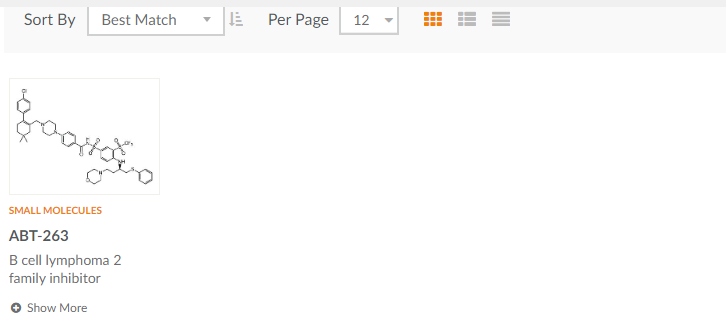 Sort By Best Match Per Page 12
SMALL MOLECULES
ABT-263
B cell lymphoma 2
family inhibitor
Show More